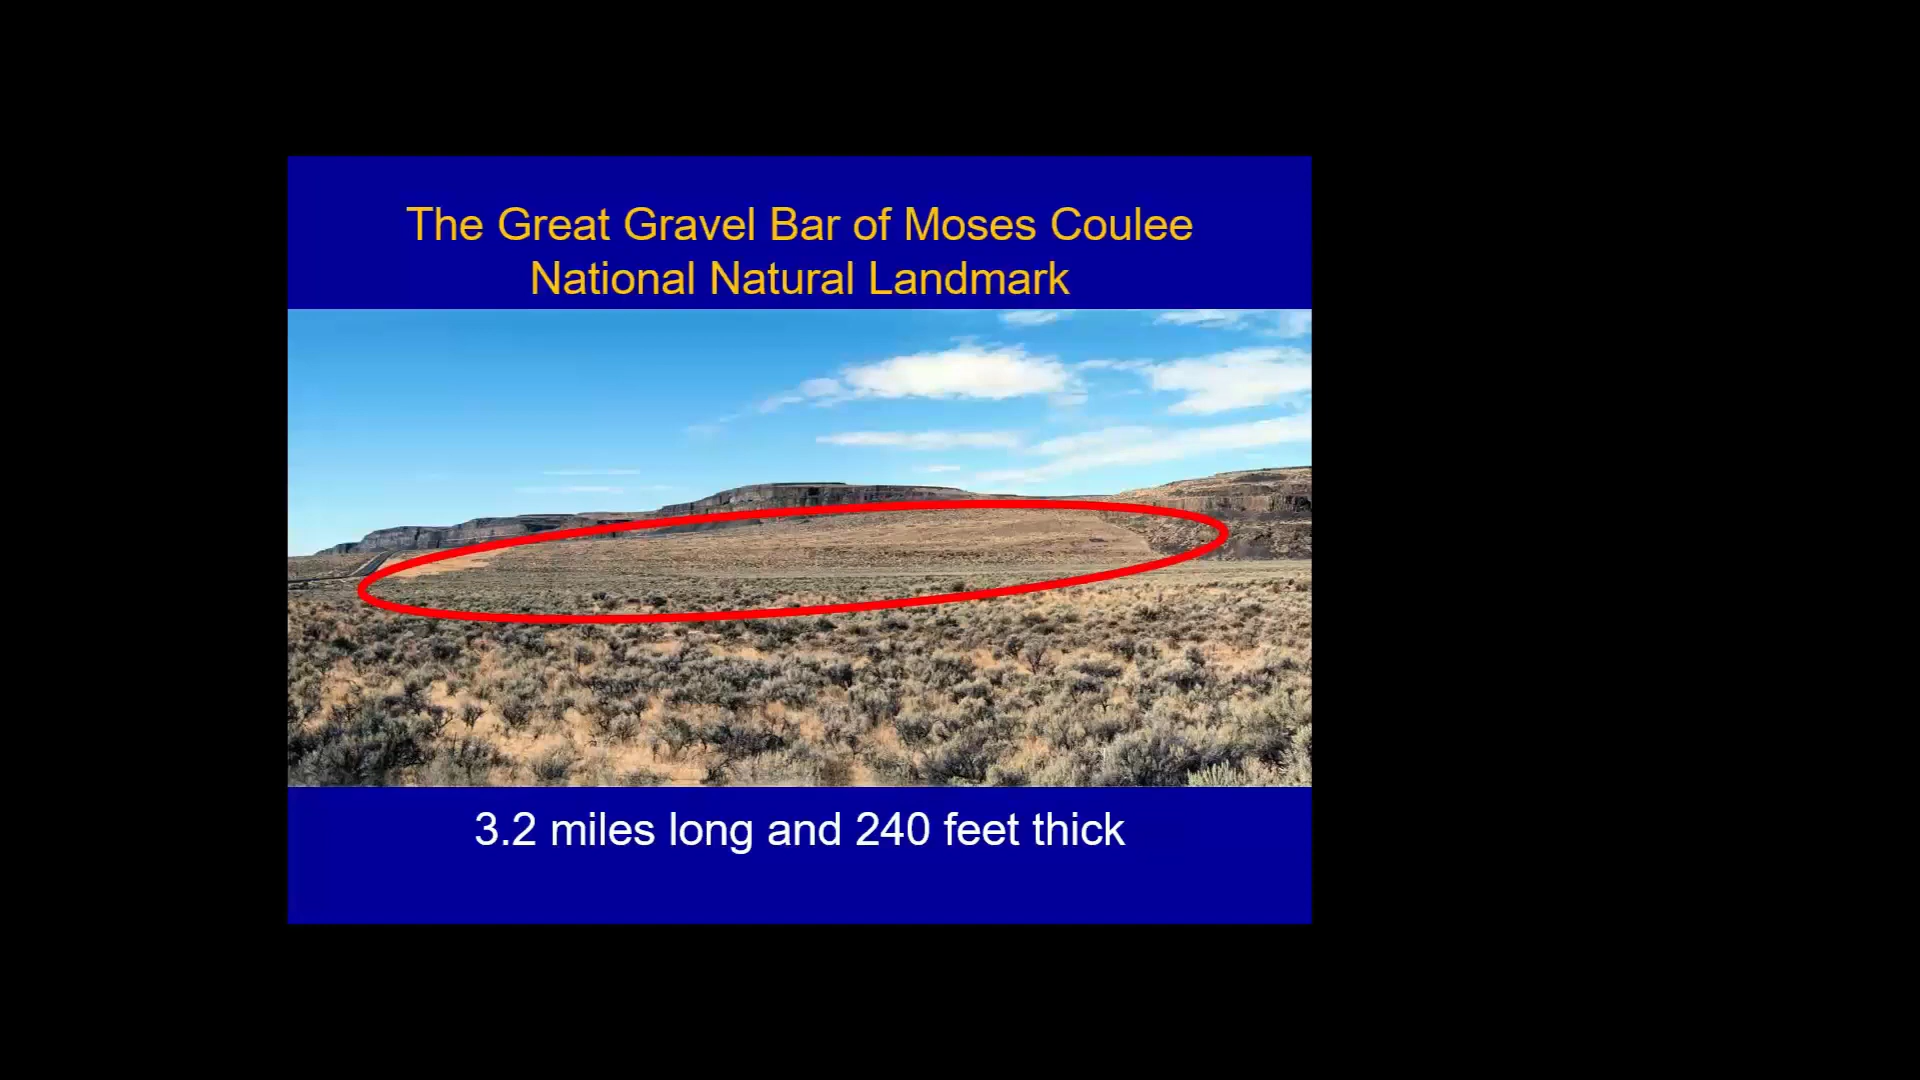 The Great Gravel Bar of Moses Coulee
National Natural Landmark
3.2 miles long and 240 feet thick